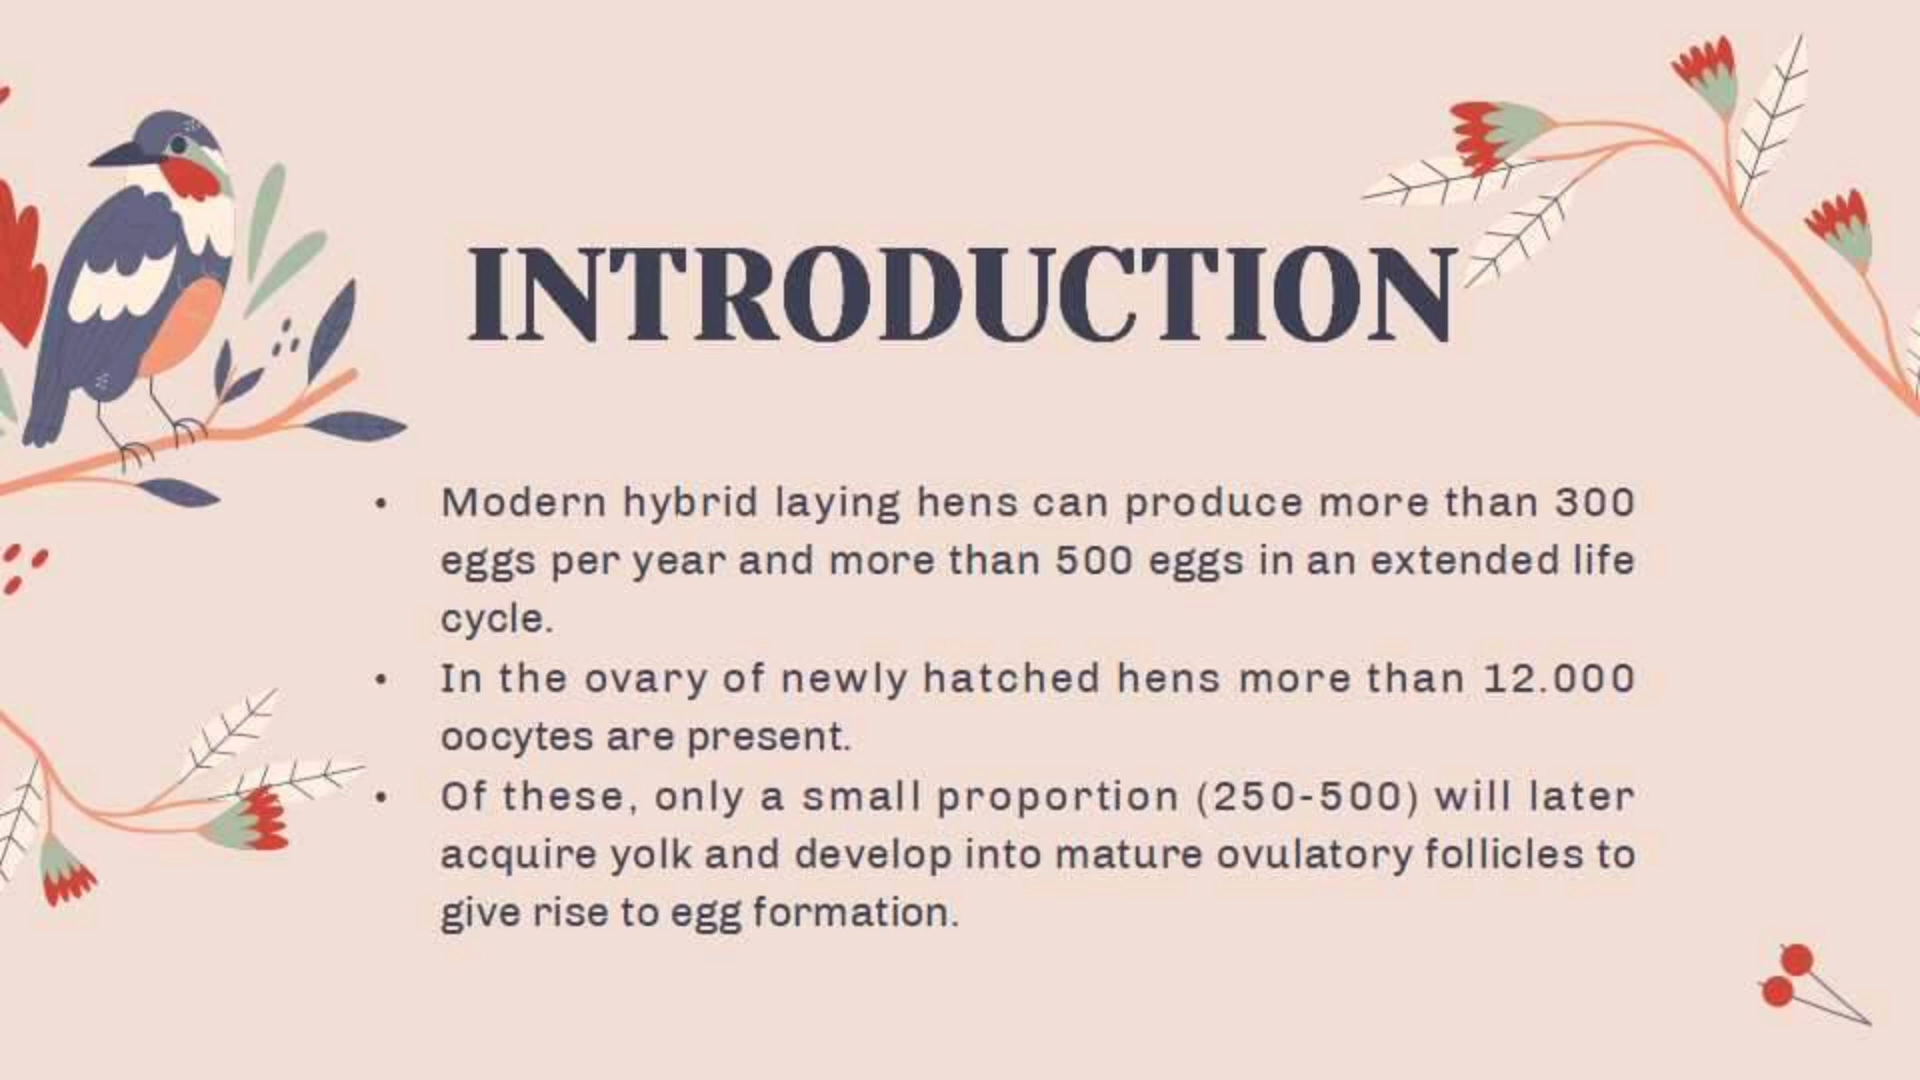 INTRODUCTION
• Modern hybrid laying hens can produce more than 300
eggs per year and more than 500 eggs in an extended life
cycle.
• In the ovary of newly hatched hens more than 12.000
oocytes are present.
• Of these, only a small proportion (250-500) will later
acquire yolk and develop into mature ovulatory follicles to
give rise to egg formation.